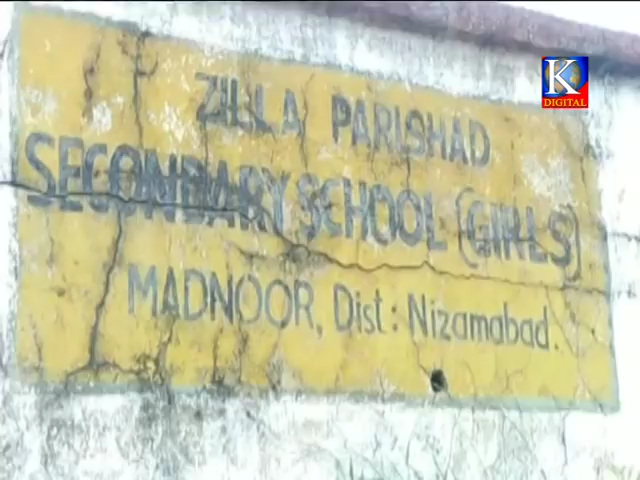 ZILLA PARISHAD
SECONDARY SCHOOL (GIRLS)
MADNOOR, Dist : Nizamabad.
K
DIGITAL